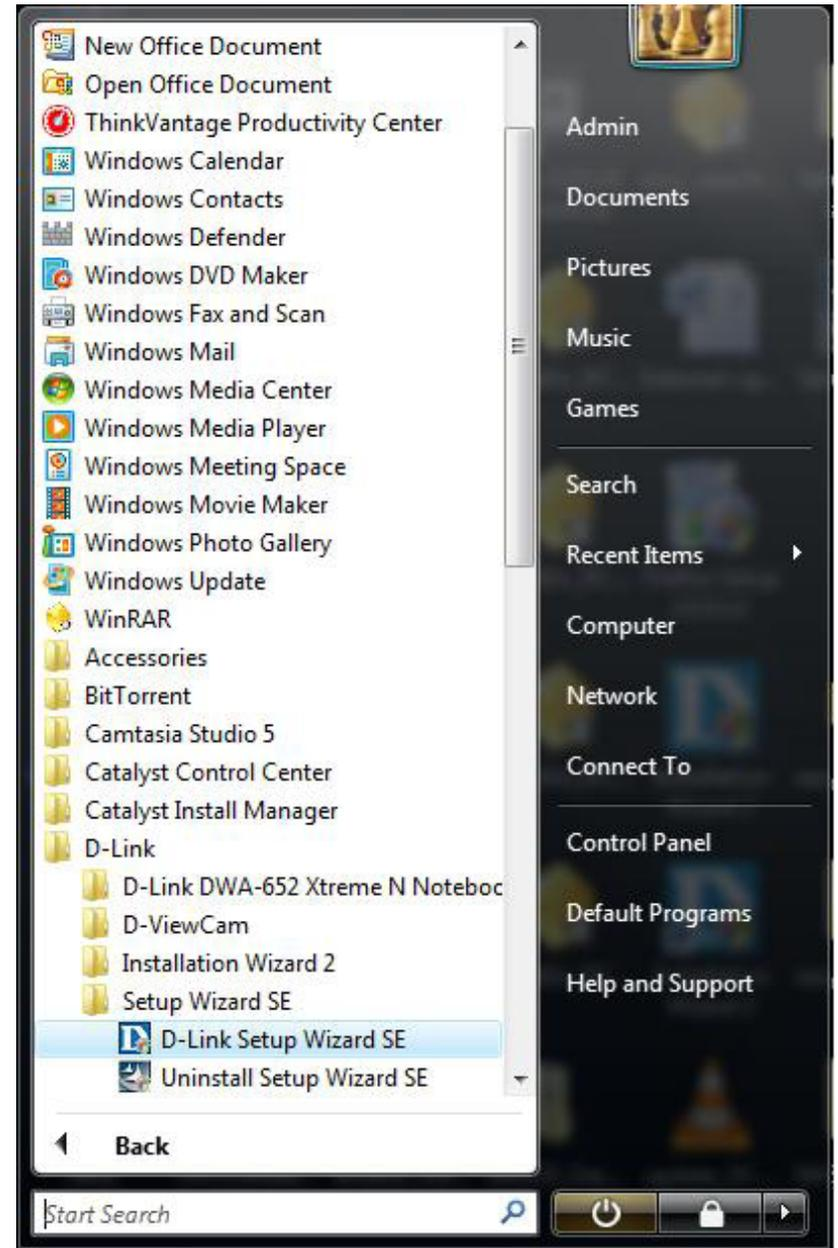 New Office Document
Open Office Document
ThinkVantage Productivity Center
Windows Calendar
Windows Contacts
Windows Defender
Windows DVD Maker
Windows Fax and Scan
Windows Mail
Windows Media Center
Windows Media Player
Windows Meeting Space
Windows Movie Maker
Windows Photo Gallery
Windows Update
WinRAR
Accessories
BitTorrent
Camtasia Studio 5
Catalyst Control Center
Catalyst Install Manager
D-Link
D-Link DWA-652 Xtreme N Noteboc
D-ViewCam
Installation Wizard 2
Setup Wizard SE
D-Link Setup Wizard SE
Uninstall Setup Wizard SE
Back
Start Search
Admin
Documents
Pictures
Music
Games
Search
Recent Items
Computer
Network
Connect To
Control Panel
Default Programs
Help and Support